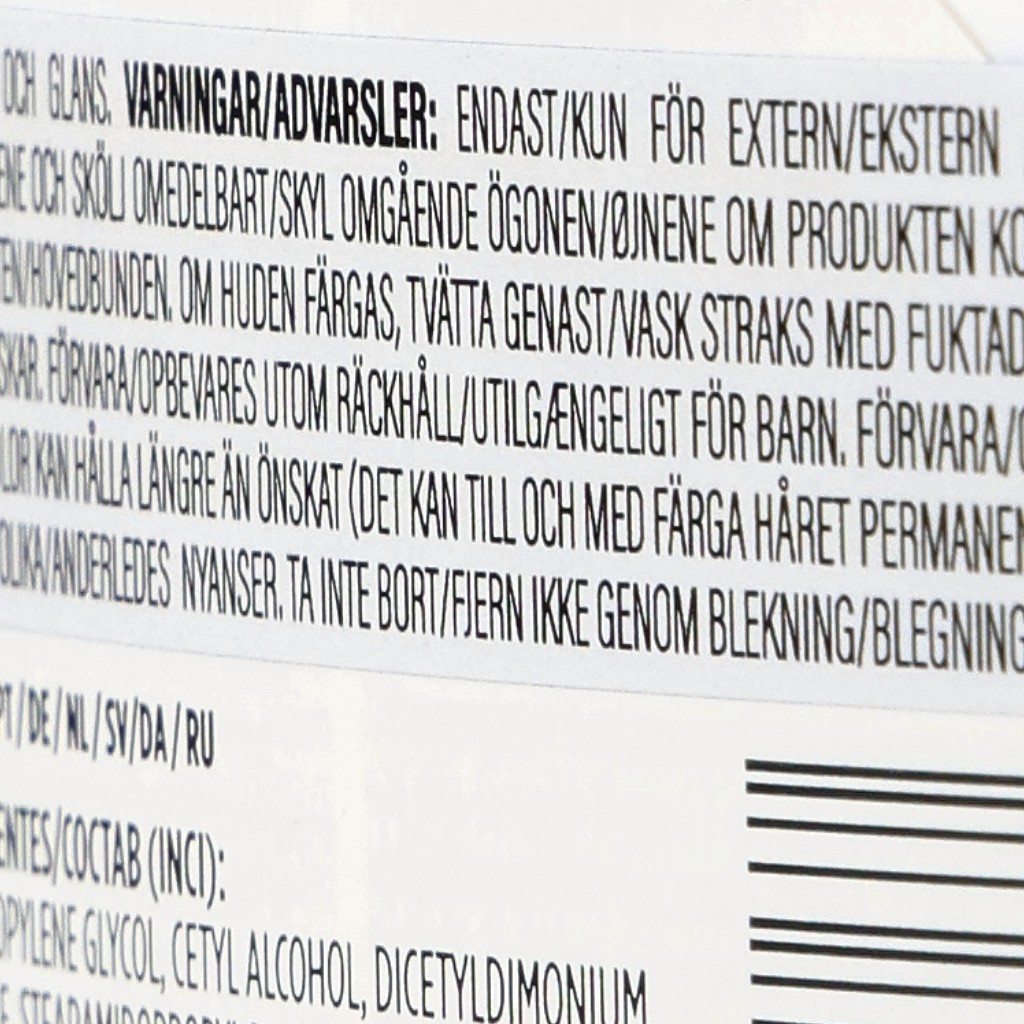 OCH GLANS. VARNINGAR/ADVARSLER: ENDAST/KUN FÖR EXTERN/EKSTERN
ENE OCH SKÖLJ OMEDELBART/SKYL OMGÅENDE ÖGONEN/ØJNENE OM PRODUKTEN KO
EN/HOVEDBUNDEN. OM HUDEN FÄRGAS, TVÄTTA GENAST/VASK STRAKS MED FUKTAD
SKAR. FÖRVARA/OPBEVARES UTOM RÄCKHÅLL/UTILGÆNGELIGT FÖR BARN. FÖRVARA/
LOR KAN HÅLLA LÄNGRE ÄN ÖNSKAT (DET KAN TILL OCH MED FÄRGA HÅRET PERMANEN
OLIKA/ANDERLEDES NYANSER. TA INTE BORT/FJERN IKKE GENOM BLEKNING/BLEGNING
PT/DE/NL/SV/DA/RU
ENTES/COCTAB (INCI):
OPYLENE GLYCOL, CETYL ALCOHOL, DICETYLDIMONIUM